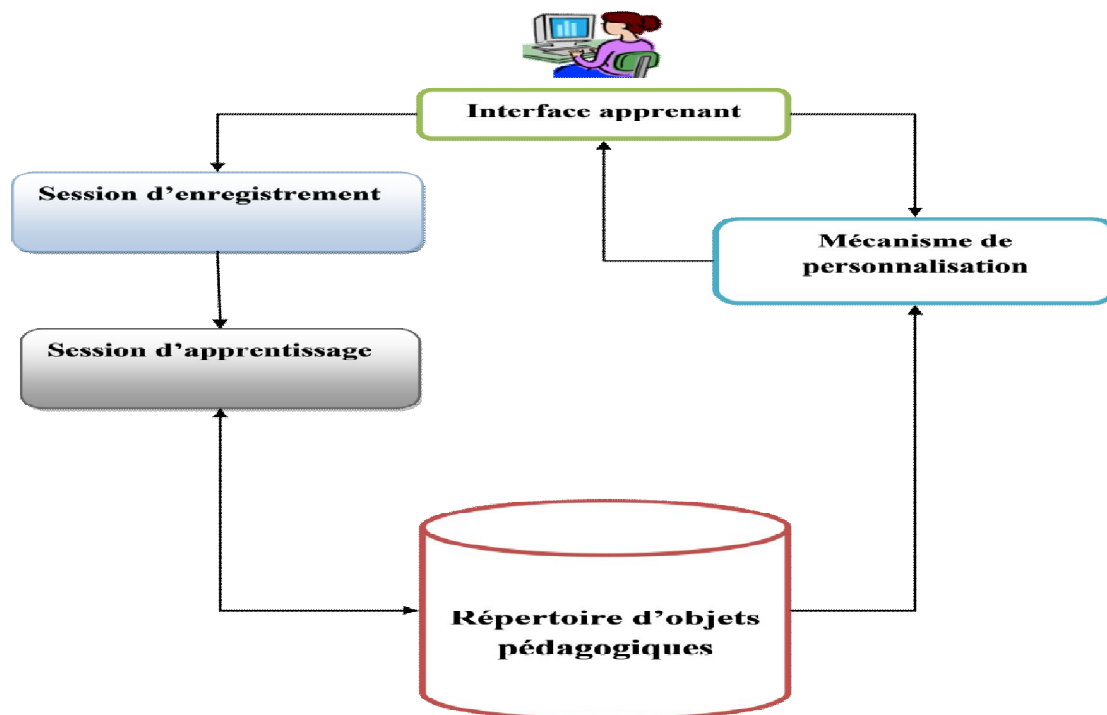 Interface apprenant
Session d’enregistrement
Mécanisme de
personnalisation
Session d’apprentissage
Répertoire d’objets
pédagogiques